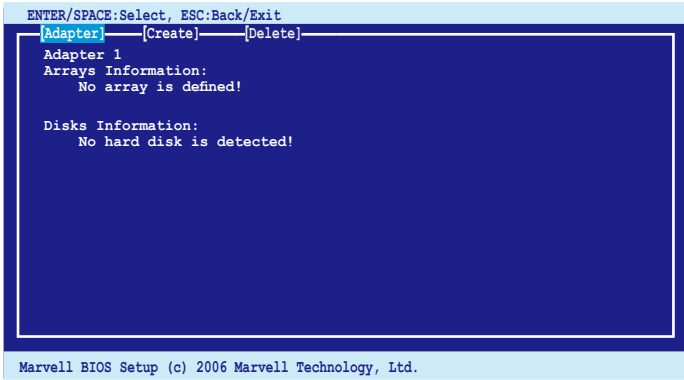 ENTER/SPACE:Select, ESC:Back/Exit
[Adapter] [Create] [Delete]
Adapter 1
Arrays Information:
No array is defined!
Disks Information:
No hard disk is detected!
Marvell BIOS Setup (c) 2006 Marvell Technology, Ltd.